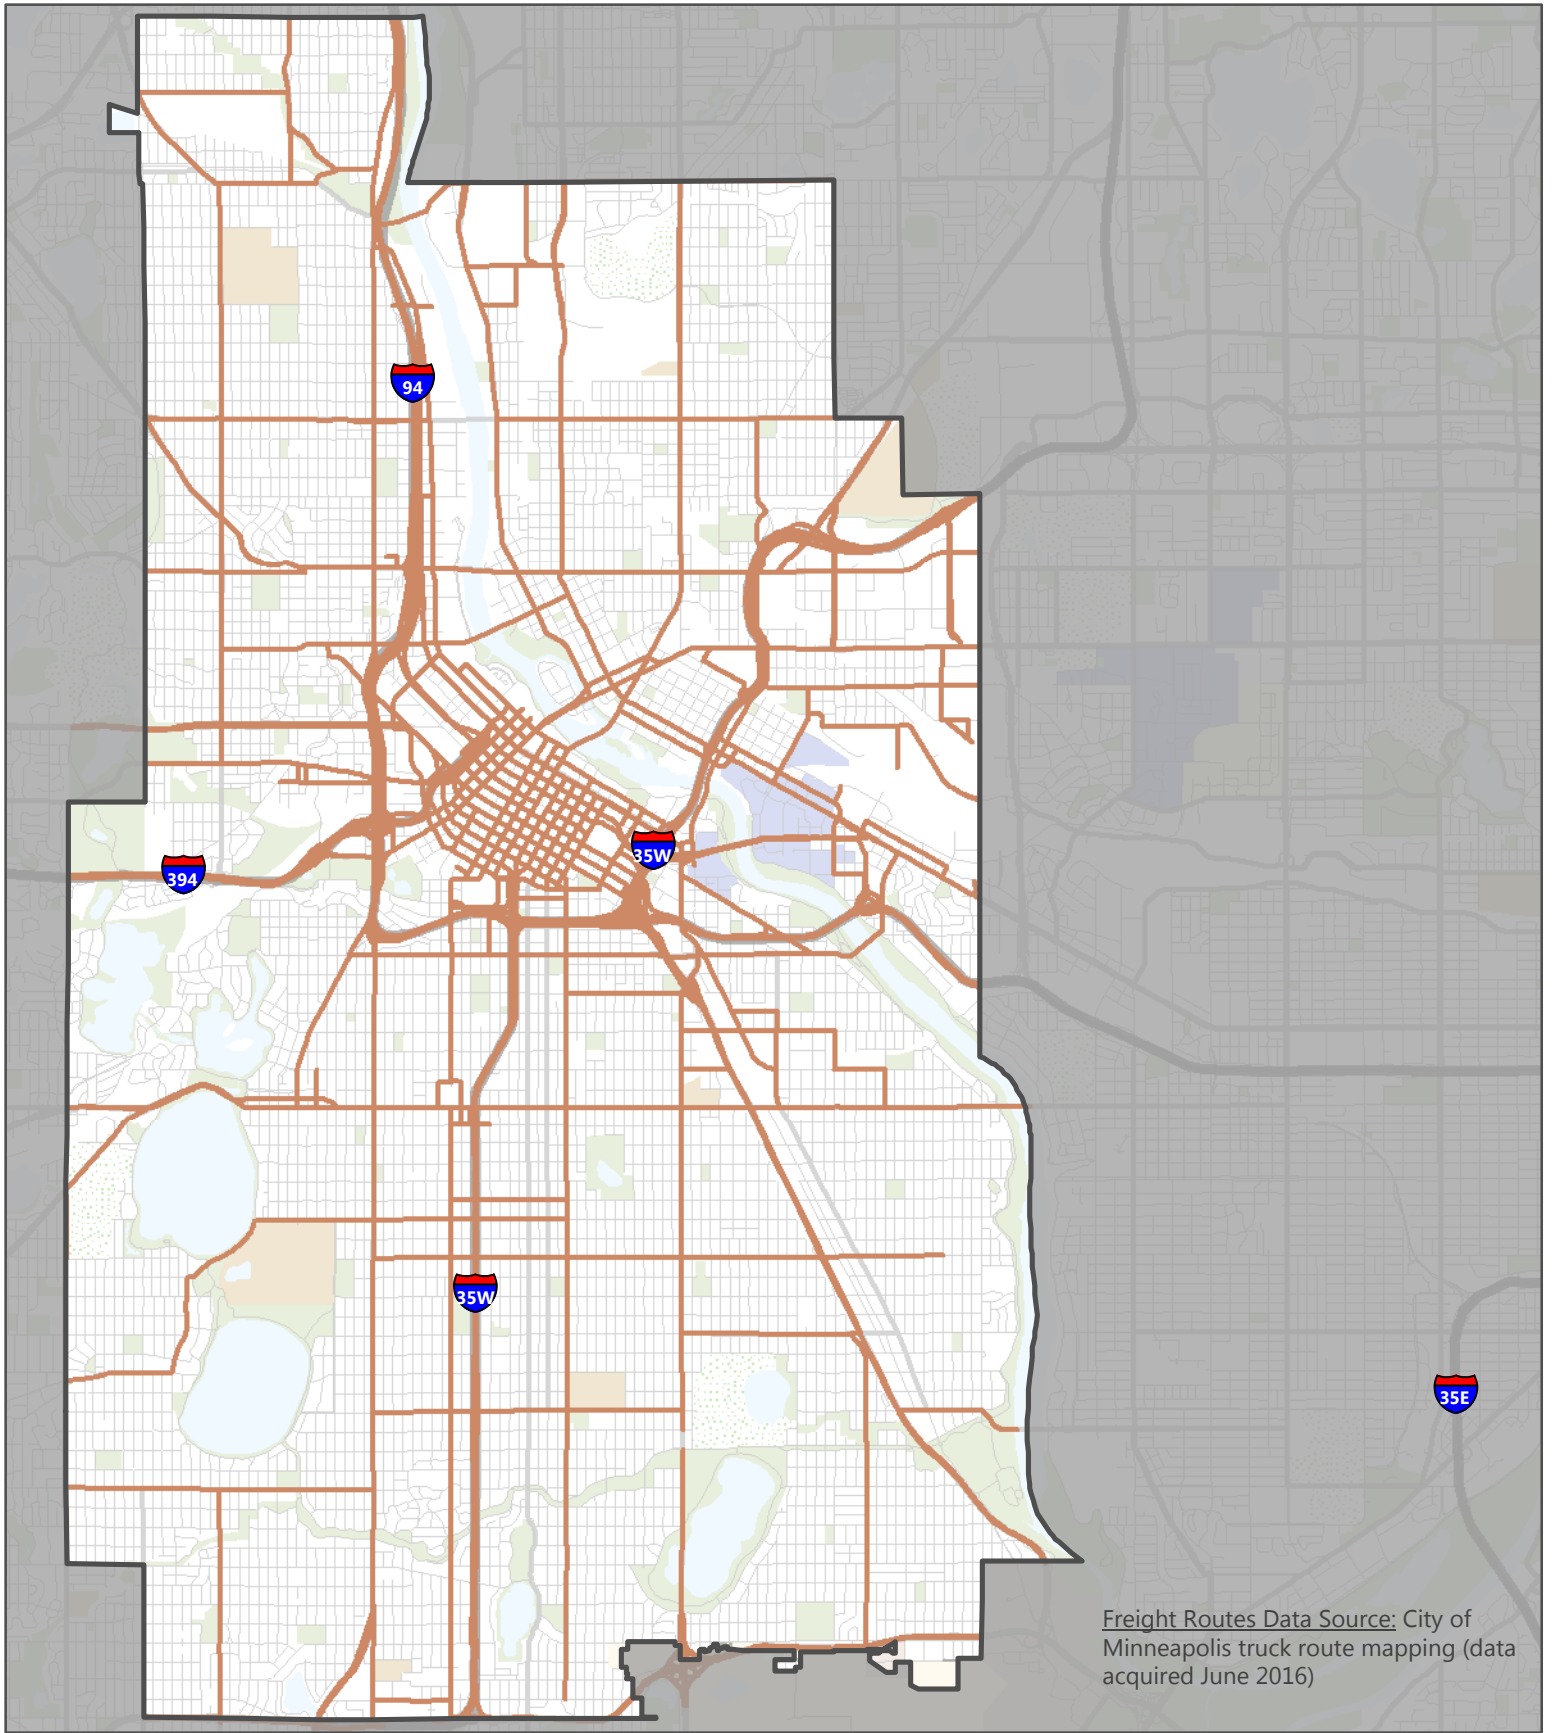 94
35W
394
35W
35E
Freight Routes Data Source: City of
Minneapolis truck route mapping (data
acquired June 2016)